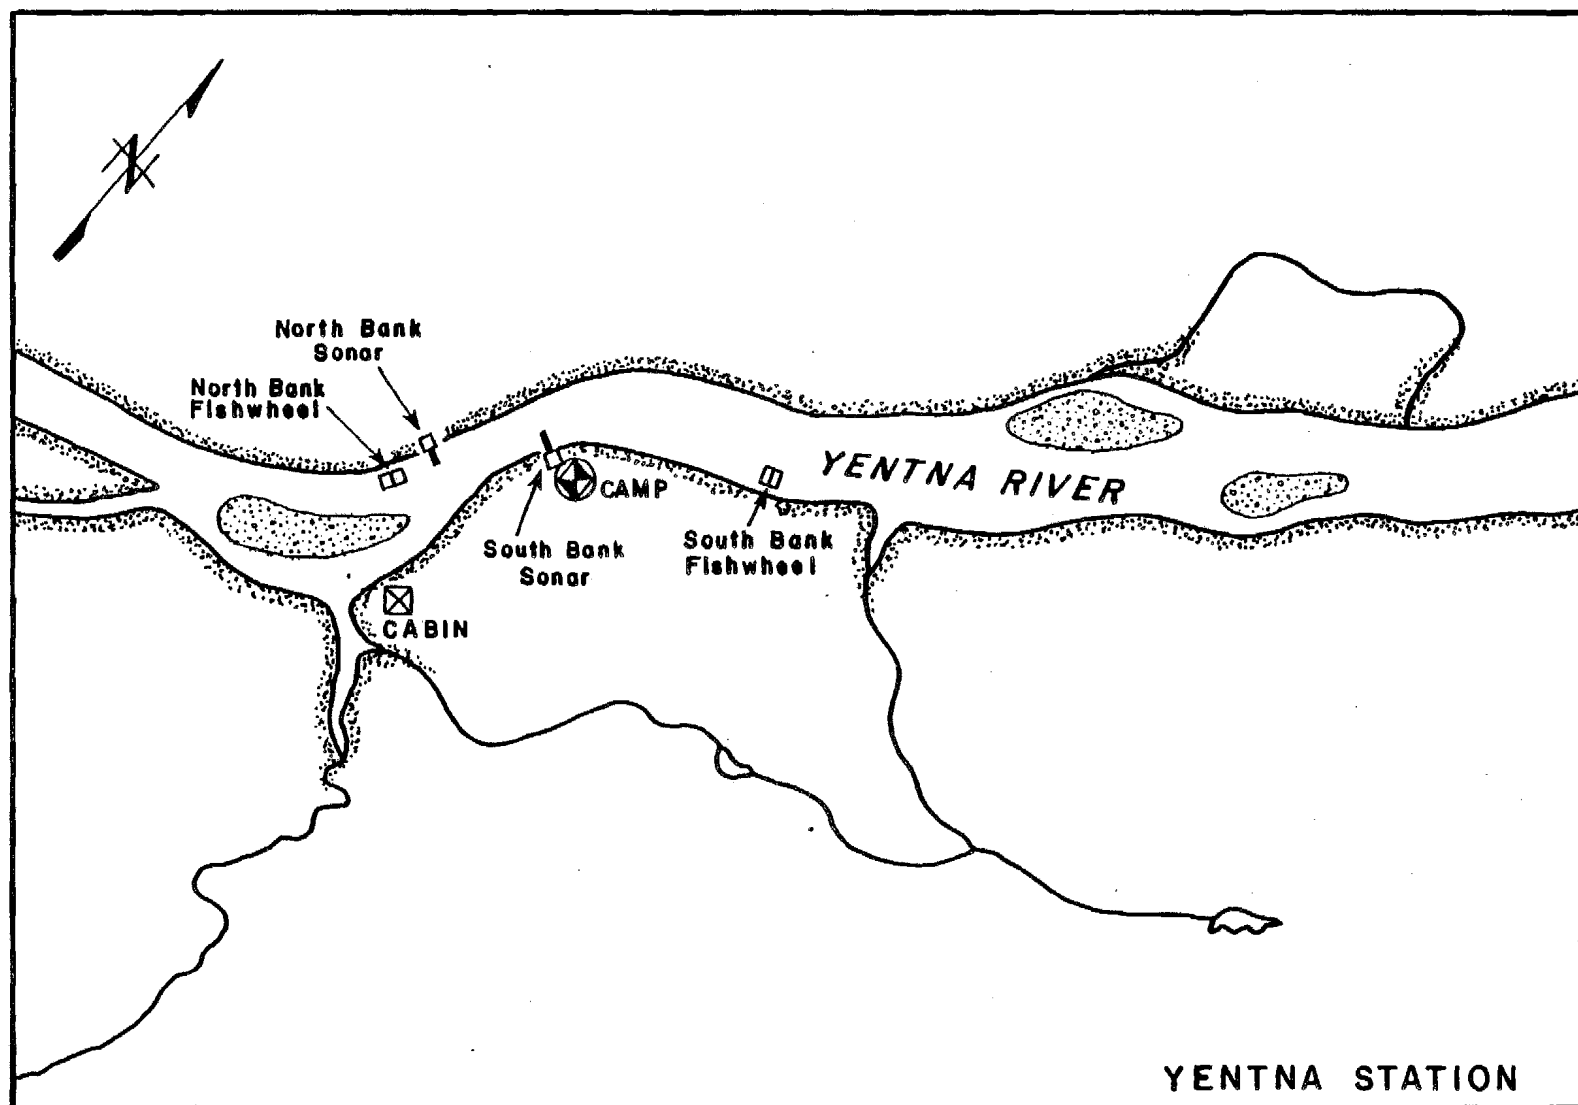 N
North Bank
Sonar
North Bank
Fishwheel
CAMP
YENTNA RIVER
South Bank
Sonar
South Bank
Fishwheel
CABIN
YENTNA STATION